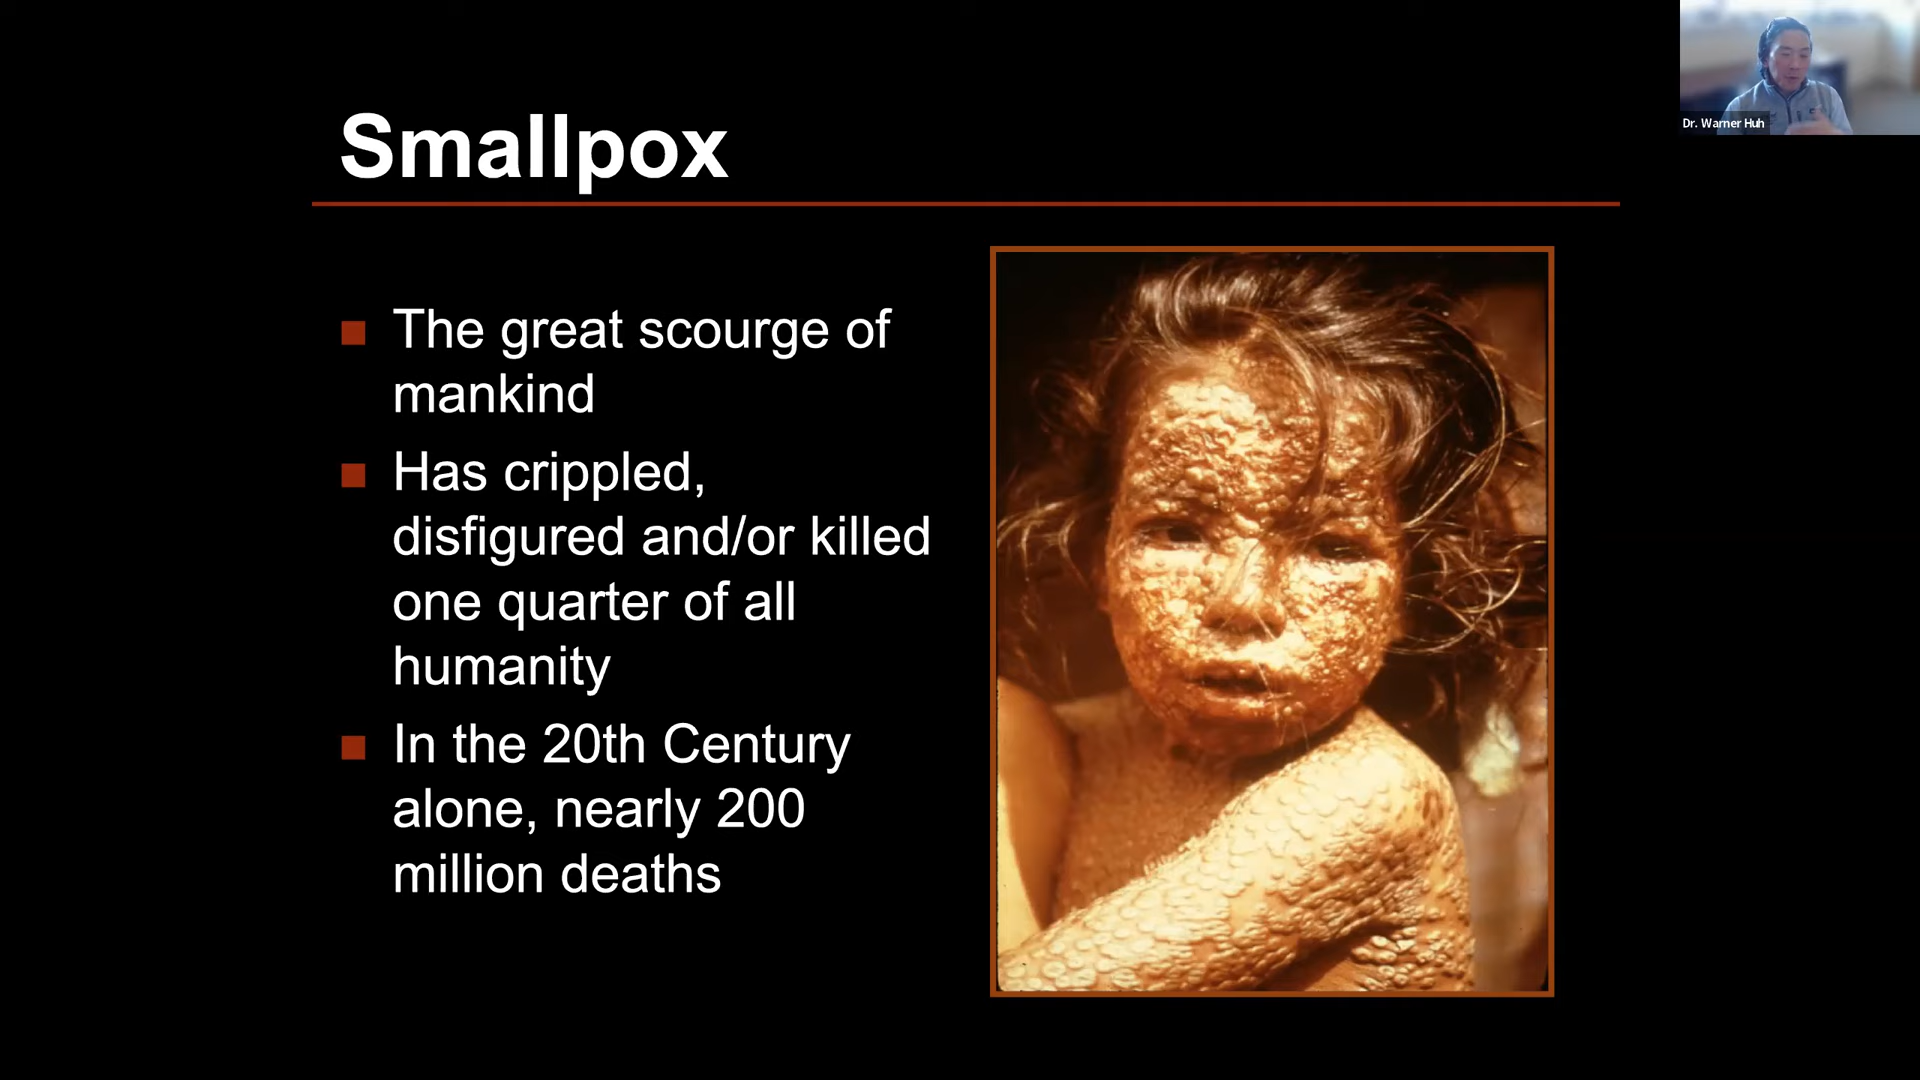 Dr. Warner Huh
Smallpox
The great scourge of
mankind
Has crippled,
disfigured and/or killed
one quarter of all
humanity
In the 20th Century
alone, nearly 200
million deaths